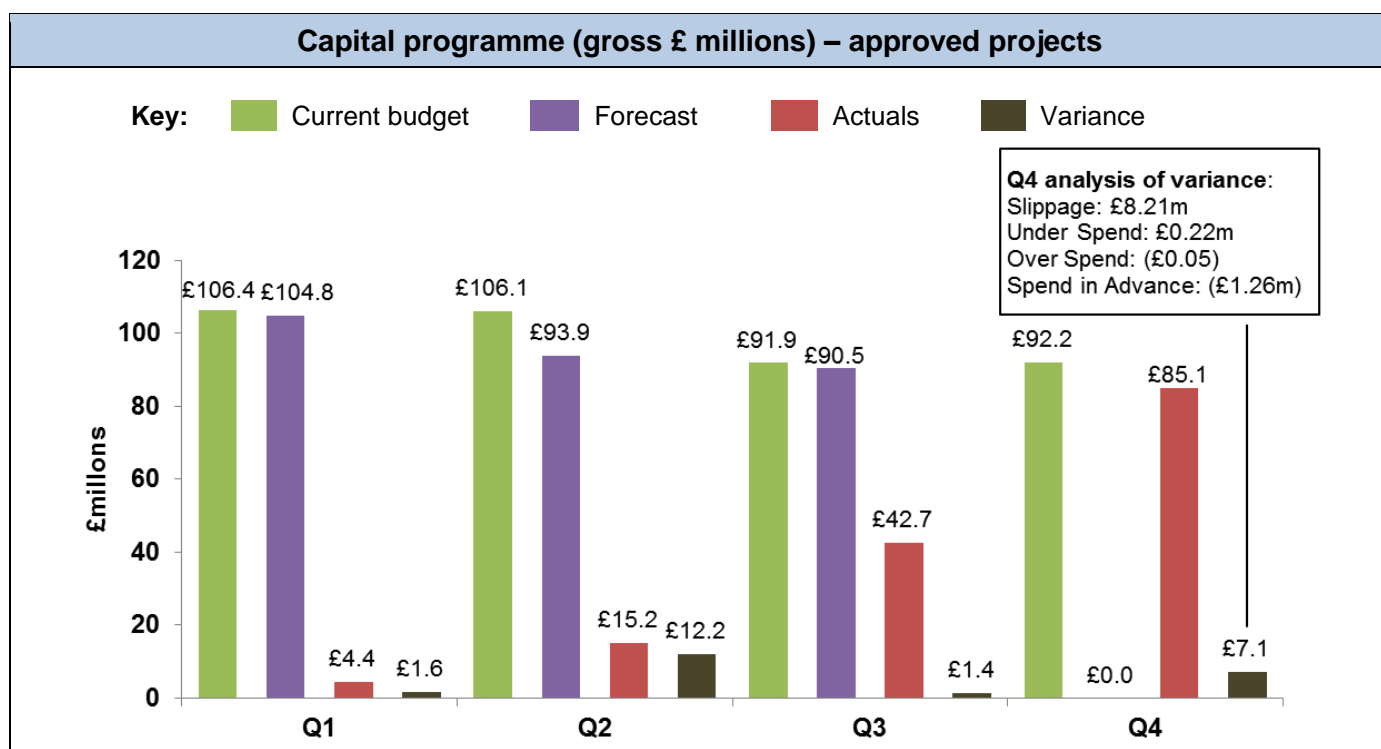 Capital programme (gross £ millions) – approved projects
Key: Current budget Forecast Actuals Variance
Q4 analysis of variance:
Slippage: £8.21m
Under Spend: £0.22m
Over Spend: (£0.05)
Spend in Advance: (£1.26m)
£millons
120
100
80
60
40
20
0
£106.4 £104.8 £4.4 £1.6
£106.1 £93.9 £15.2 £12.2
£91.9 £90.5 £42.7 £1.4
£92.2 £0.0 £85.1 £7.1
Q1 Q2 Q3 Q4